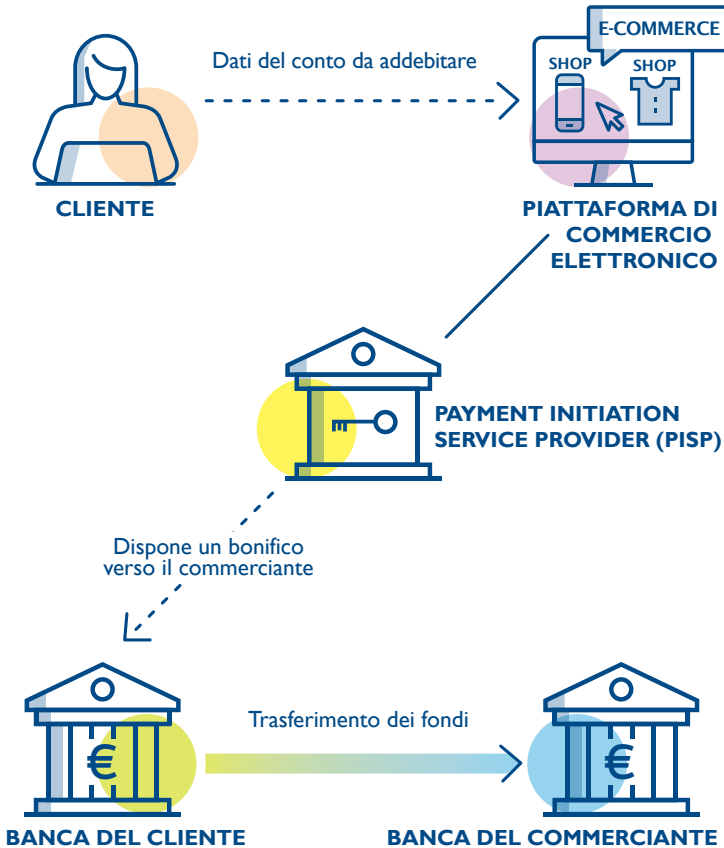 Dati del conto da addebitare
E-COMMERCE
SHOP
SHOP
CLIENTE
PIATTAFORMA DI
COMMERCIO
ELETTRONICO
PAYMENT INITIATION
SERVICE PROVIDER (PISP)
Dispone un bonifico
verso il commerciante
€
Trasferimento dei fondi
€
BANCA DEL CLIENTE
BANCA DEL COMMERCIANTE